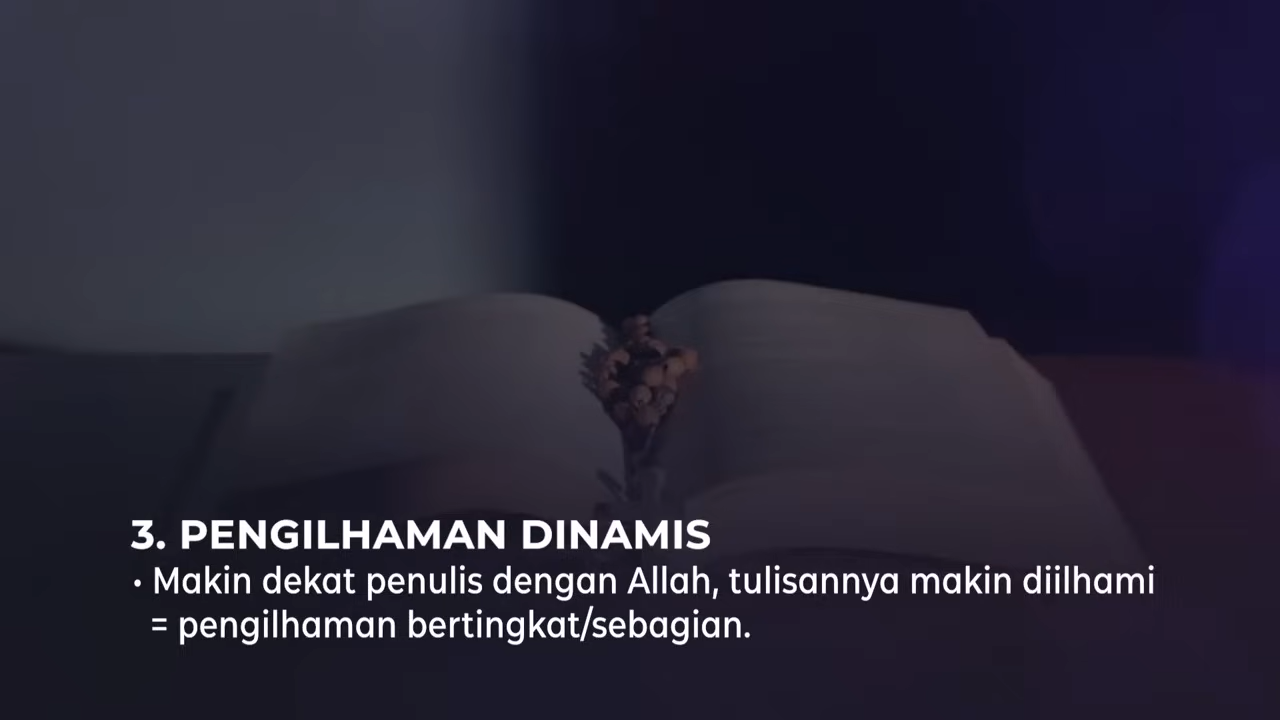 3. PENGILHAMAN DINAMIS
• Makin dekat penulis dengan Allah, tulisannya makin diilhami
= pengilhaman bertingkat/sebagian.